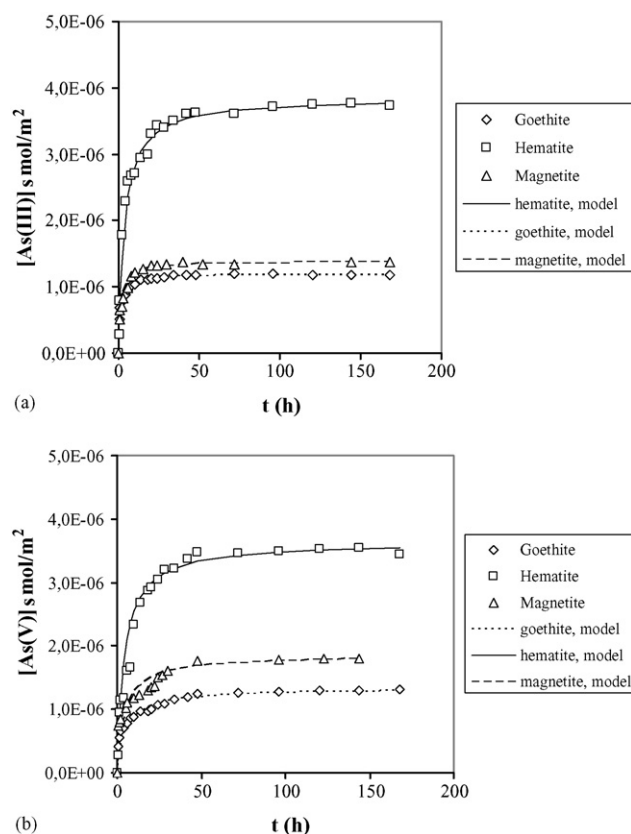 5,0E-06
4,0E-06
3,0E-06
2,0E-06
1,0E-06
0,0E+00
[As(III)] s mol/m²
0 50 100 150 200
t (h)
(a)
Goethite
Hematite
Magnetite
hematite, model
goethite, model
magnetite, model
5,0E-06
4,0E-06
3,0E-06
2,0E-06
1,0E-06
0,0E+00
[As(V)] s mol/m²
0 50 100 150 200
t (h)
(b)
Goethite
Hematite
Magnetite
goethite, model
hematite, model
magnetite, model